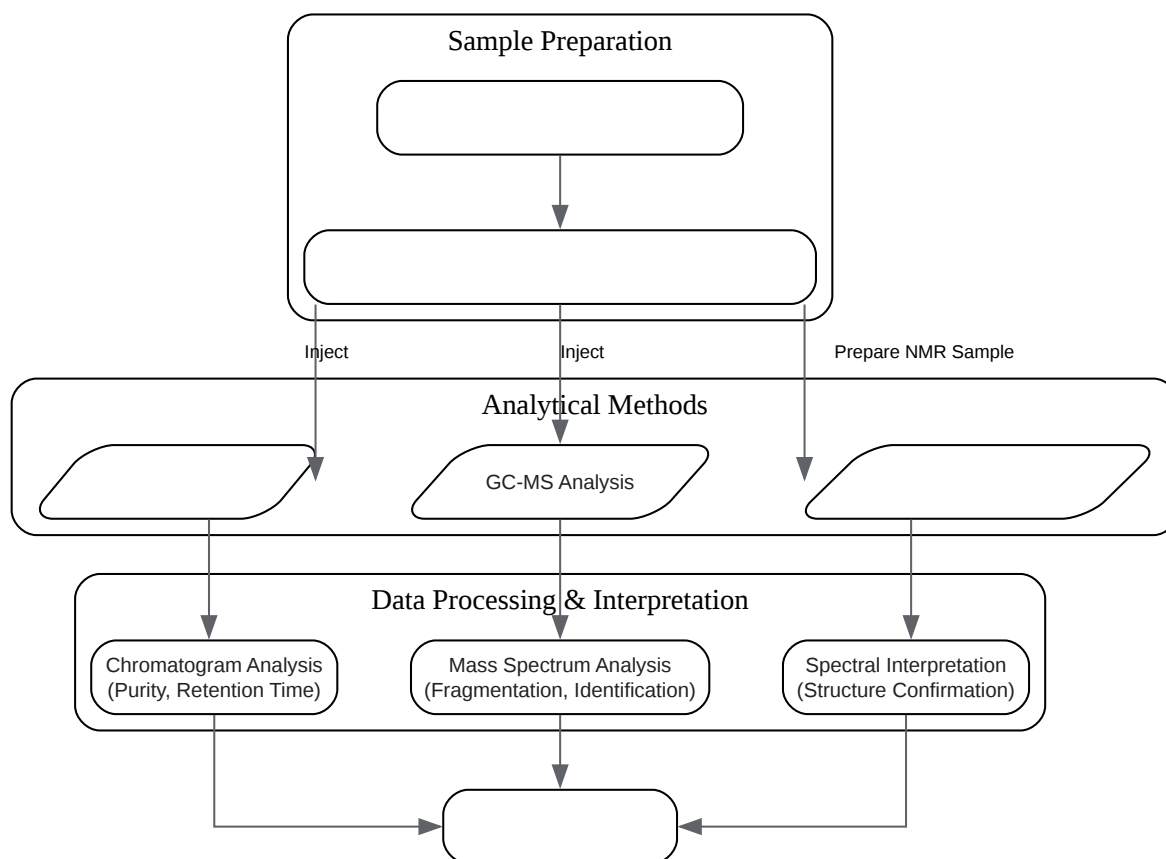 Sample Preparation
Inject
Inject
Prepare NMR Sample
Analytical Methods
GC-MS Analysis
Data Processing & Interpretation
Chromatogram Analysis
(Purity, Retention Time)
Mass Spectrum Analysis
(Fragmentation, Identification)
Spectral Interpretation
(Structure Confirmation)